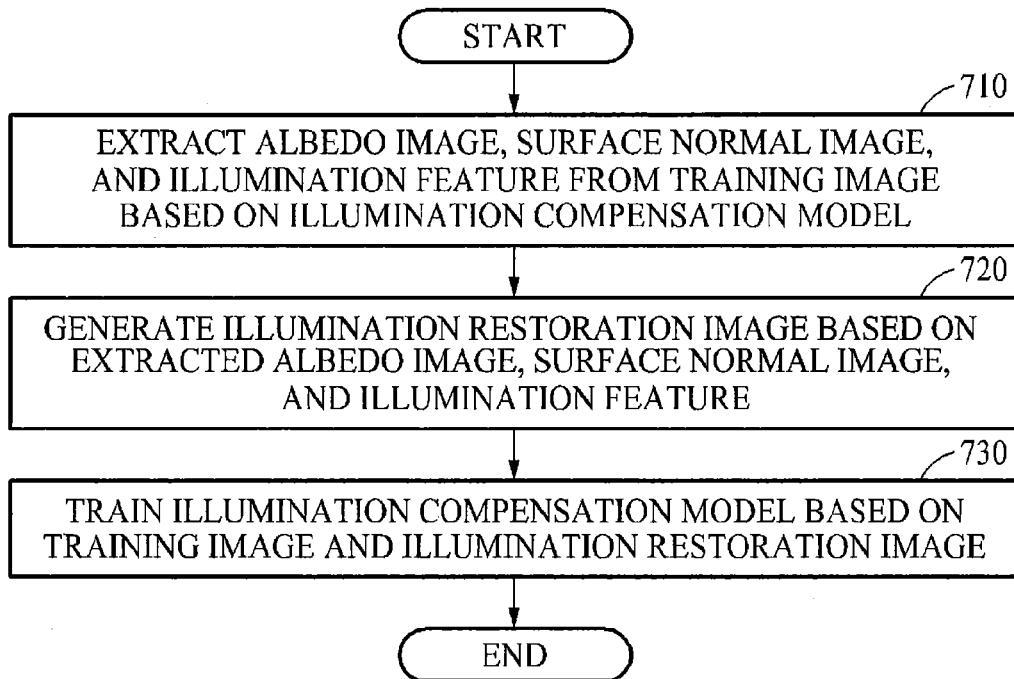 START
710
EXTRACT ALBEDO IMAGE, SURFACE NORMAL IMAGE,
AND ILLUMINATION FEATURE FROM TRAINING IMAGE
BASED ON ILLUMINATION COMPENSATION MODEL
720
GENERATE ILLUMINATION RESTORATION IMAGE BASED ON
EXTRACTED ALBEDO IMAGE, SURFACE NORMAL IMAGE,
AND ILLUMINATION FEATURE
730
TRAIN ILLUMINATION COMPENSATION MODEL BASED ON
TRAINING IMAGE AND ILLUMINATION RESTORATION IMAGE
END